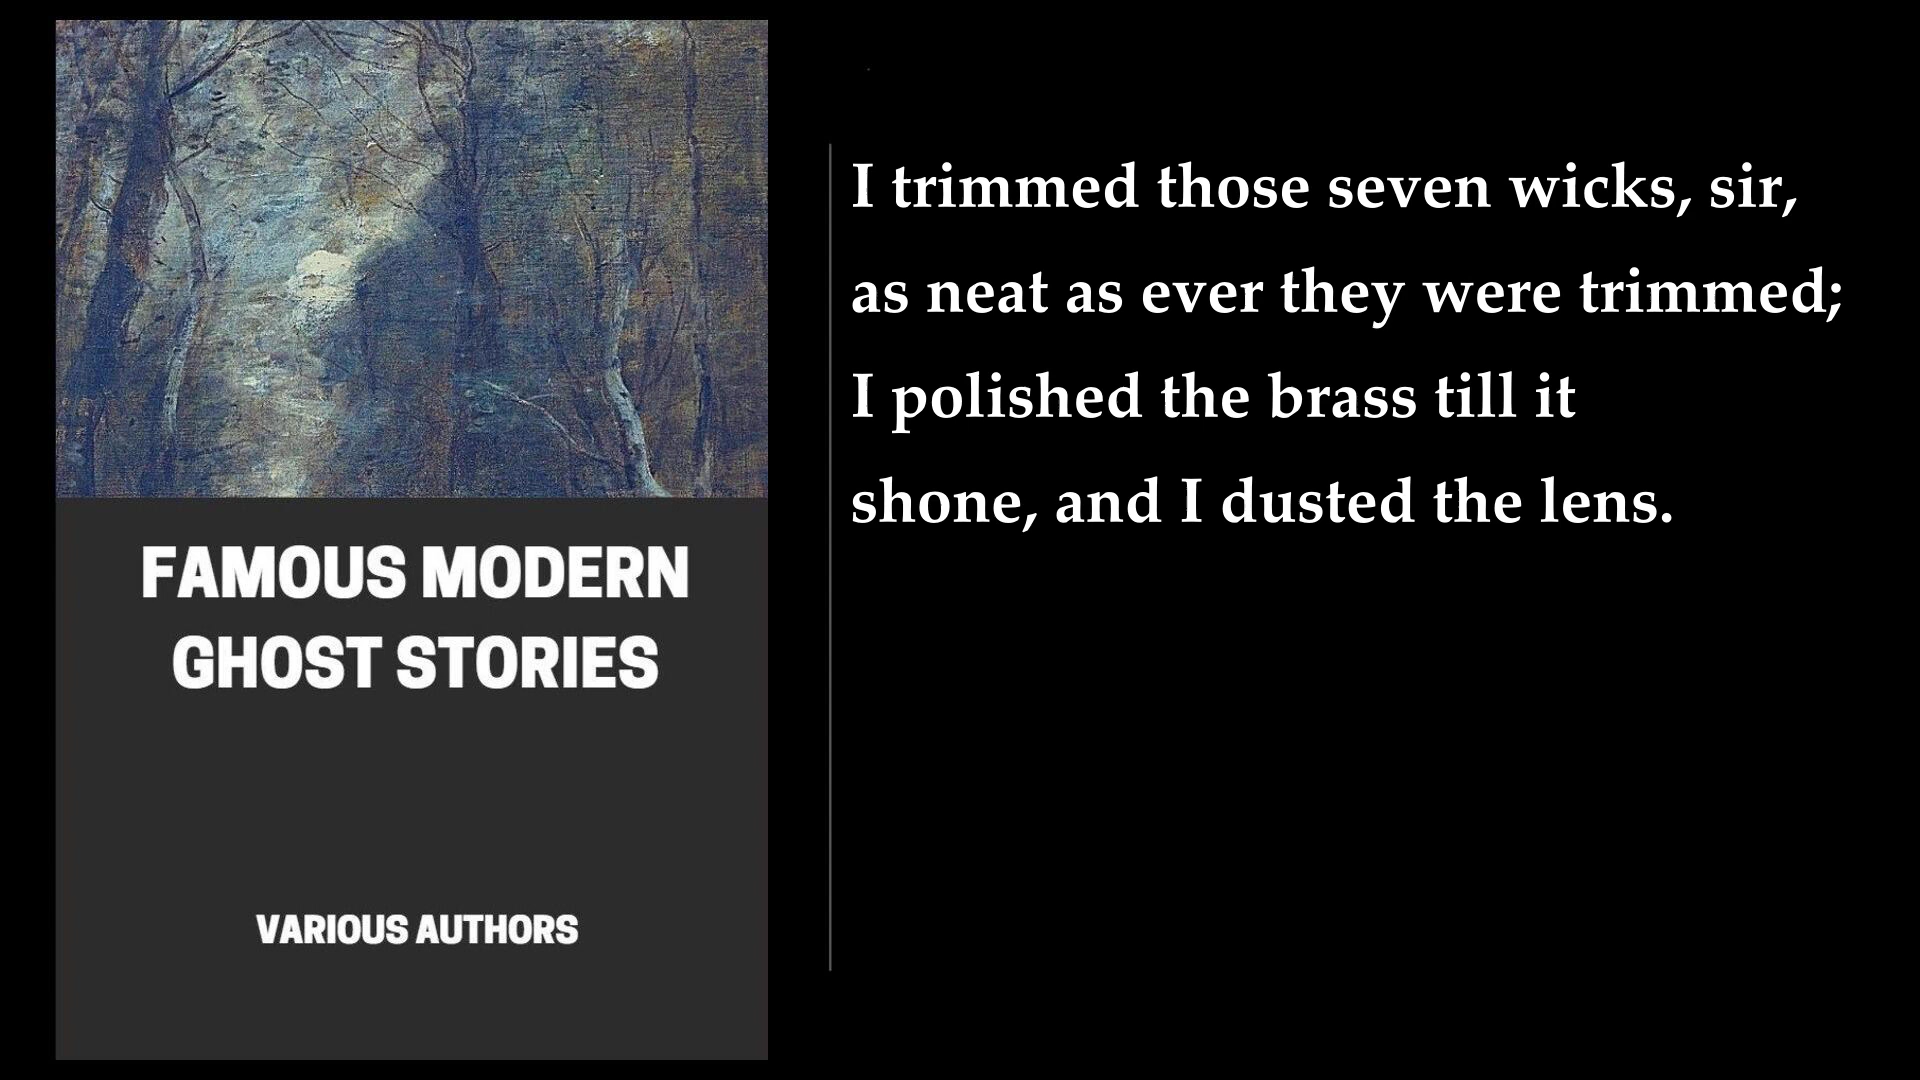 FAMOUS MODERN
GHOST STORIES
VARIOUS AUTHORS
I trimmed those seven wicks, sir,
as neat as ever they were trimmed;
I polished the brass till it
shone, and I dusted the lens.